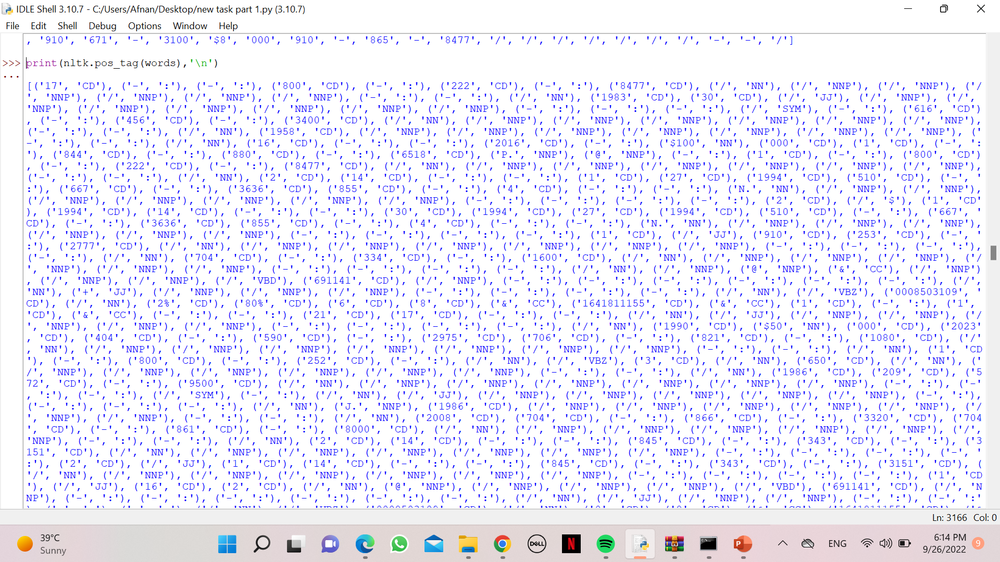 IDLE Shell 3.10.7 - C:/Users/Afnan/Desktop/new task part 1.py (3.10.7)
File Edit Shell Debug Options Window Help
, '910', '671', '-', '3100', '$8', '000', '910', '-', '865', '-', '8477', '/', '/', '/', '/', '/', '/', '/', '-', '-', '/']
>>> print(nltk.pos_tag(words),'\n')
...
[('17', 'CD'), ('-', ':'), ('-', ':'), ('800', 'CD'), ('-', ':'), ('222', 'CD'), ('-', ':'), ('8477', 'CD'), ('/', 'NN'), ('/', 'NNP'), ('/', 'NNP'), ('/
', 'NNP'), ('/', 'NNP'), ('/', 'NNP'), ('/', 'NNP'), ('-', ':'), ('-', ':'), ('/', 'NN'), ('1983', 'CD'), ('30', 'CD'), ('/', 'JJ'), ('/', 'NNP'), ('/',
'NNP'), ('/', 'NNP'), ('/', 'NNP'), ('/', 'NNP'), ('/', 'NNP'), ('/', 'NNP'), ('-', ':'), ('-', ':'), ('-', ':'), ('/', 'SYM'), ('-', ':'), ('616', 'CD')
, ('-', ':'), ('456', 'CD'), ('-', ':'), ('3400', 'CD'), ('/', 'NN'), ('/', 'NNP'), ('/', 'NNP'), ('/', 'NNP'), ('/', 'NNP'), ('/', 'NNP'), ('/', 'NNP'),
('-', ':'), ('-', ':'), ('/', 'NN'), ('1958', 'CD'), ('/', 'NNP'), ('/', 'NNP'), ('/', 'NNP'), ('/', 'NNP'), ('/', 'NNP'), ('/', 'NNP'), ('/', 'NNP'), ('
-', ':'), ('-', ':'), ('/', 'NN'), ('16', 'CD'), ('-', ':'), ('-', ':'), ('2016', 'CD'), ('-', ':'), ('$100', 'NN'), ('000', 'CD'), ('1', 'CD'), ('-', ':
'), ('844', 'CD'), ('-', ':'), ('880', 'CD'), ('-', ':'), ('6518', 'CD'), ('P.', 'NNP'), ('@', 'NNP'), ('-', ':'), ('1', 'CD'), ('-', ':'), ('800', 'CD')
, ('-', ':'), ('222', 'CD'), ('-', ':'), ('8477', 'CD'), ('/', 'NN'), ('/', 'NNP'), ('/', 'NNP'), ('/', 'NNP'), ('/', 'NNP'), ('/', 'NNP'), ('/', 'NNP'),
('-', ':'), ('-', ':'), ('/', 'NN'), ('2', 'CD'), ('14', 'CD'), ('-', ':'), ('-', ':'), ('1', 'CD'), ('27', 'CD'), ('1994', 'CD'), ('510', 'CD'), ('-', '
:'), ('667', 'CD'), ('-', ':'), ('3636', 'CD'), ('855', 'CD'), ('-', ':'), ('4', 'CD'), ('-', ':'), ('-', ':'), ('N.', 'NN'), ('/', 'NNP'), ('/', 'NNP'),
('/', 'NNP'), ('/', 'NNP'), ('/', 'NNP'), ('/', 'NNP'), ('/', 'NNP'), ('-', ':'), ('-', ':'), ('-', ':'), ('-', ':'), ('2', 'CD'), ('/', '$'), ('1', 'CD'
), ('1994', 'CD'), ('14', 'CD'), ('-', ':'), ('-', ':'), ('30', 'CD'), ('1994', 'CD'), ('27', 'CD'), ('1994', 'CD'), ('510', 'CD'), ('-', ':'), ('667', '
CD'), ('-', ':'), ('3636', 'CD'), ('855', 'CD'), ('-', ':'), ('4', 'CD'), ('-', ':'), ('-', ':'), ('N.', 'NN'), ('/', 'NNP'), ('/', 'NNP'), ('/', 'NNP'),
('/', 'NNP'), ('/', 'NNP'), ('/', 'NNP'), ('-', ':'), ('-', ':'), ('-', ':'), ('-', ':'), ('1', 'CD'), ('/', 'JJ'), ('910', 'CD'), ('253', 'CD'), ('-', '
:'), ('2777', 'CD'), ('/', 'NN'), ('/', 'NNP'), ('/', 'NNP'), ('/', 'NNP'), ('/', 'NNP'), ('/', 'NNP'), ('/', 'NNP'), ('-', ':'), ('-', ':'), ('-', ':'),
('-', ':'), ('/', 'NN'), ('704', 'CD'), ('-', ':'), ('334', 'CD'), ('-', ':'), ('1600', 'CD'), ('/', 'NN'), ('/', 'NNP'), ('/', 'NNP'), ('/', 'NNP'), ('/
', 'NNP'), ('/', 'NNP'), ('/', 'NNP'), ('-', ':'), ('-', ':'), ('-', ':'), ('-', ':'), ('/', 'NN'), ('/', 'NNP'), ('@', 'NNP'), ('&', 'CC'), ('/', 'NNP')
, ('/', 'NNP'), ('/', 'NNP'), ('/', 'VBD'), ('691141', 'CD'), ('/', 'NNP'), ('-', ':'), ('-', ':'), ('-', ':'), ('-', ':'), ('-', ':'), ('-', ':'), ('/',
'NN'), ('+', 'JJ'), ('/', 'NNP'), ('/', 'NNP'), ('/', 'NNP'), ('-', ':'), ('-', ':'), ('-', ':'), ('-', ':'), ('/', 'NN'), ('/', 'VBZ'), ('0008503109', '
CD'), ('/', 'NN'), ('2%', 'CD'), ('80%', 'CD'), ('6', 'CD'), ('8', 'CD'), ('&', 'CC'), ('1641811155', 'CD'), ('&', 'CC'), ('1', 'CD'), ('-', ':'), ('1',
'CD'), ('&', 'CC'), ('-', ':'), ('-', ':'), ('21', 'CD'), ('17', 'CD'), ('-', ':'), ('-', ':'), ('/', 'NN'), ('/', 'JJ'), ('/', 'NNP'), ('/', 'NNP'), ('/
', 'NNP'), ('/', 'NNP'), ('/', 'NNP'), ('-', ':'), ('-', ':'), ('-', ':'), ('-', ':'), ('/', 'NN'), ('1990', 'CD'), ('$50', 'NN'), ('000', 'CD'), ('2023'
, 'CD'), ('404', 'CD'), ('-', ':'), ('590', 'CD'), ('-', ':'), ('2975', 'CD'), ('706', 'CD'), ('-', ':'), ('821', 'CD'), ('-', ':'), ('1080', 'CD'), ('/'
, 'NN'), ('/', 'NNP'), ('/', 'NNP'), ('/', 'NNP'), ('/', 'NNP'), ('/', 'NNP'), ('/', 'NNP'), ('-', ':'), ('-', ':'), ('/', 'NN'), ('1', 'CD
'), ('-', ':'), ('800', 'CD'), ('-', ':'), ('252', 'CD'), ('-', ':'), ('/', 'NN'), ('/', 'VBZ'), ('3', 'CD'), ('/', 'NN'), ('650', 'CD'), ('/', 'NN'), ('
/', 'NNP'), ('/', 'NNP'), ('/', 'NNP'), ('/', 'NNP'), ('/', 'NNP'), ('/', 'NNP'), ('-', ':'), ('-', ':'), ('/', 'NN'), ('1986', 'CD'), ('209', 'CD'), ('5
72', 'CD'), ('-', ':'), ('9500', 'CD'), ('/', 'NN'), ('/', 'NNP'), ('/', 'NNP'), ('/', 'NNP'), ('/', 'NNP'), ('/', 'NNP'), ('/', 'NNP'), ('-', ':'), ('-'
, ':'), ('/', 'SYM'), ('-', ':'), ('/', 'NN'), ('/', 'JJ'), ('/', 'NNP'), ('/', 'NNP'), ('/', 'NNP'), ('/', 'NNP'), ('/', 'NNP'), ('-', ':'),
('-', ':'), ('-', ':'), ('-', ':'), ('/', 'NN'), ('J.', 'NNP'), ('1986', 'CD'), ('/', 'NNP'), ('/', 'NNP'), ('/', 'NNP'), ('/', 'NNP'), ('/', 'NNP'), ('/
', 'NNP'), ('/', 'NNP'), ('-', ':'), ('-', ':'), ('/', 'NN'), ('2008', 'CD'), ('704', 'CD'), ('-', ':'), ('866', 'CD'), ('-', ':'), ('3320', 'CD'), ('704
', 'CD'), ('-', ':'), ('861', 'CD'), ('-', ':'), ('8000', 'CD'), ('/', 'NN'), ('/', 'NNP'), ('/', 'NNP'), ('/', 'NNP'), ('/', 'NNP'), ('/', 'NNP'), ('/',
'NNP'), ('-', ':'), ('-', ':'), ('/', 'NN'), ('2', 'CD'), ('14', 'CD'), ('-', ':'), ('-', ':'), ('845', 'CD'), ('-', ':'), ('343', 'CD'), ('-', ':'), ('3
151', 'CD'), ('/', 'NN'), ('/', 'NNP'), ('/', 'NNP'), ('/', 'NNP'), ('/', 'NNP'), ('/', 'NNP'), ('/', 'NNP'), ('-', ':'), ('-', ':'), ('-', ':'), ('-', '
:'), ('2', 'CD'), ('/', 'JJ'), ('1', 'CD'), ('14', 'CD'), ('-', ':'), ('-', ':'), ('845', 'CD'), ('-', ':'), ('343', 'CD'), ('-', ':'), ('3151', 'CD'), (
'/', 'NN'), ('/', 'NNP'), ('/', 'NNP'), ('/', 'NNP'), ('/', 'NNP'), ('/', 'NNP'), ('/', 'NNP'), ('-', ':'), ('-', ':'), ('-', ':'), ('-', ':'), ('1', 'CD
'), ('/', 'JJ'), ('16', 'CD'), ('2', 'CD'), ('/', 'NN'), ('@', 'NNP'), ('/', 'NNP'), ('/', 'NNP'), ('/', 'NNP'), ('/', 'VBD'), ('691141', 'CD'), ('/', 'N
NP'), ('-', ':'), ('-', ':'), ('-', ':'), ('-', ':'), ('-', ':'), ('-', ':'), ('/', 'NN'), ('/', 'JJ'), ('/', 'NNP'), ('/', 'NNP'), ('-', ':'), ('-', ':'
Ln: 3166 Col: 0
39°C
Sunny
DELL
N
P
ENG
6:14 PM
9/26/2022
9